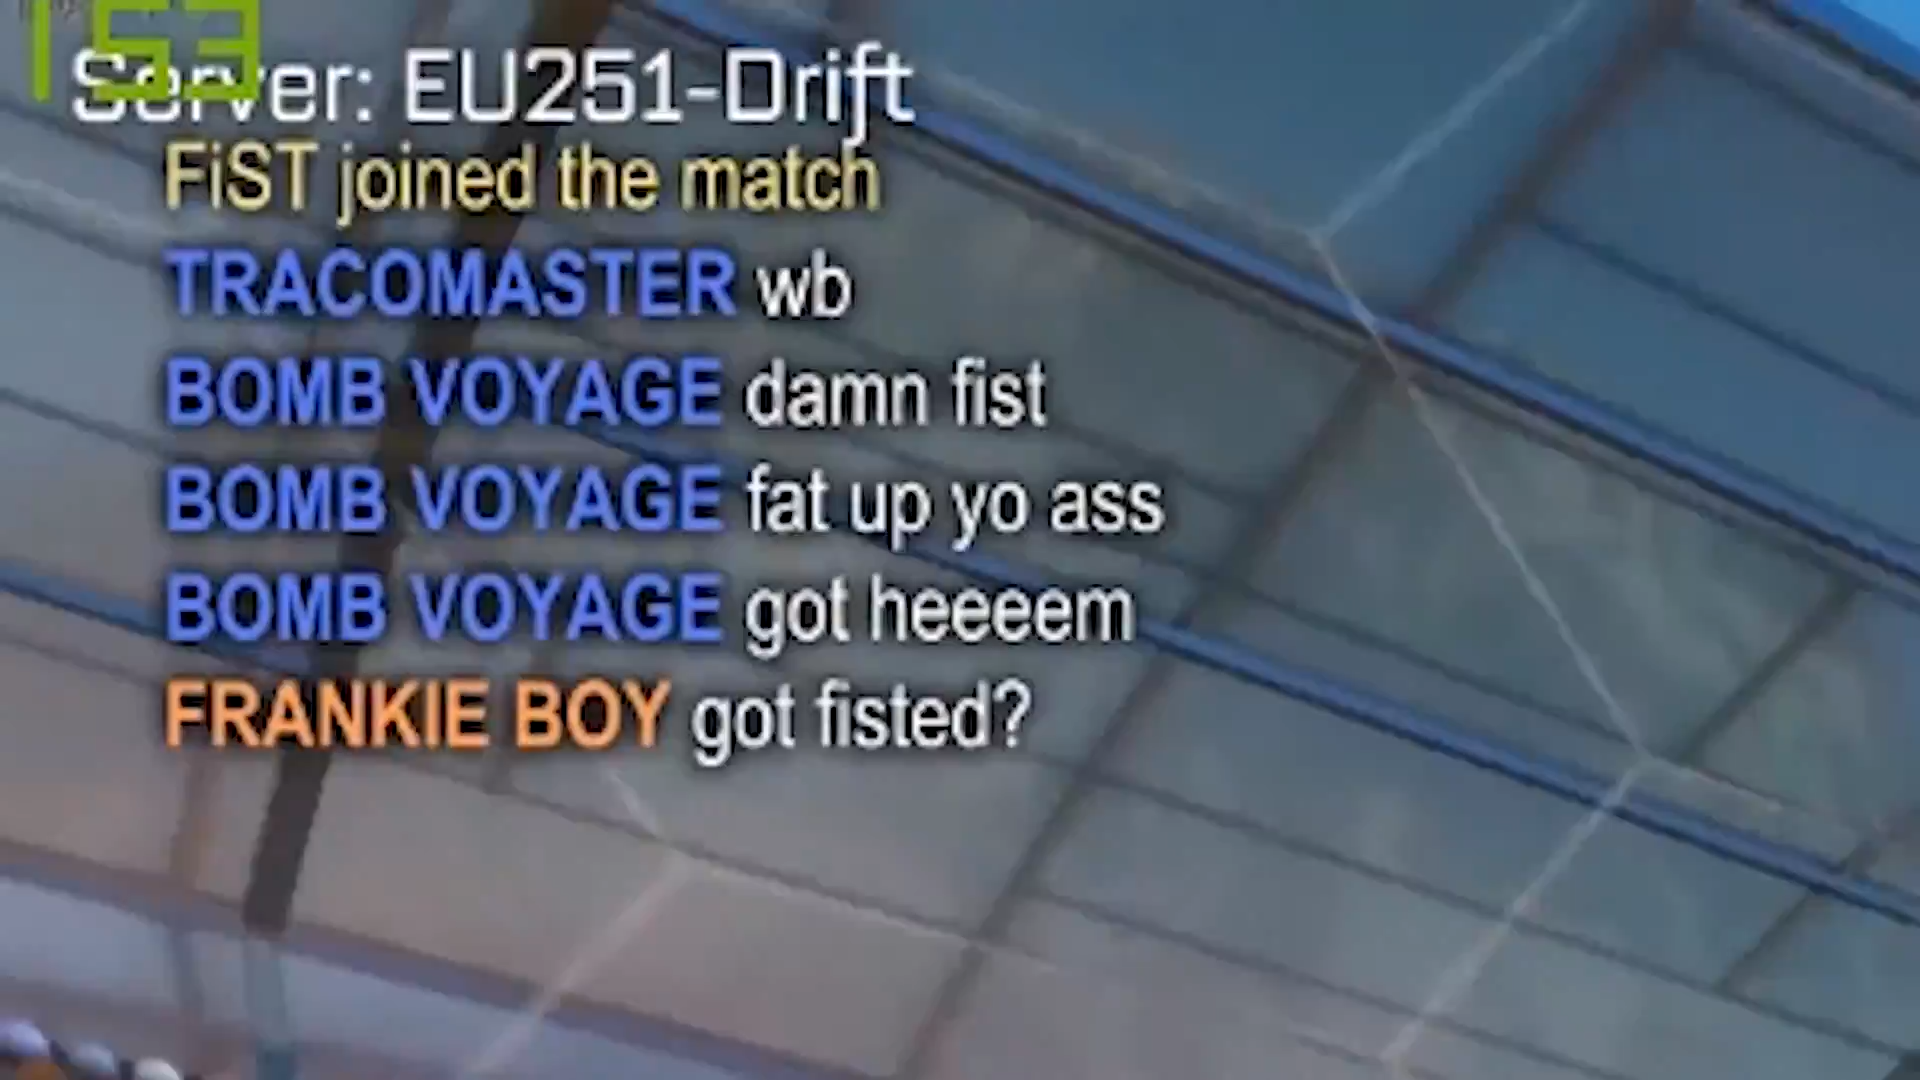 153
Server: EU251-Drift
FiST joined the match
TRACOMASTER wb
BOMB VOYAGE damn fist
BOMB VOYAGE fat up yo ass
BOMB VOYAGE got heeeem
FRANKIE BOY got fisted?